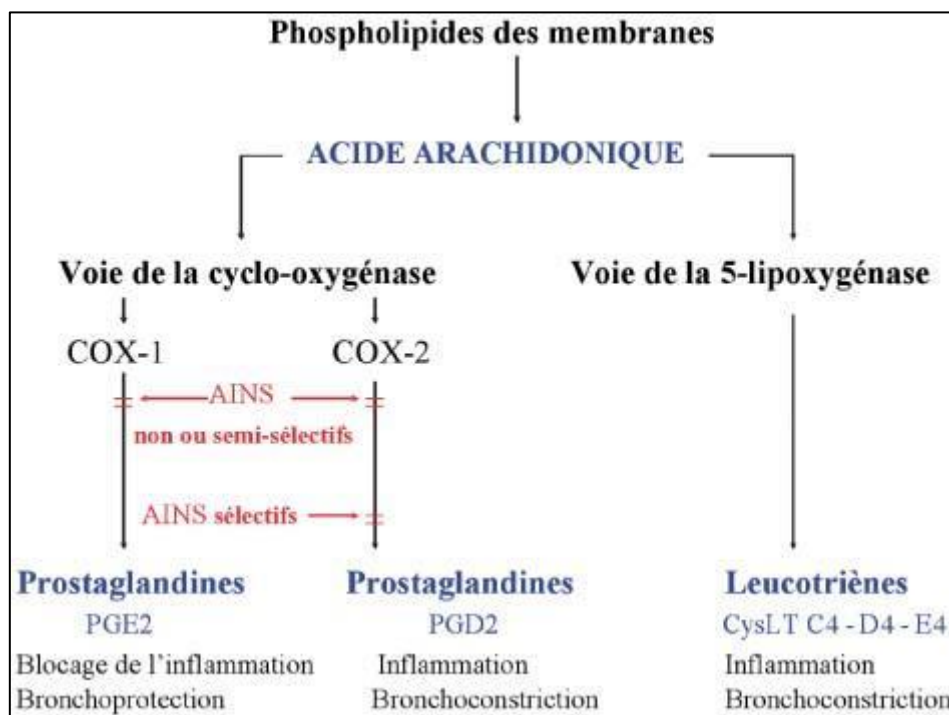 Phospholipides des membranes
ACIDE ARACHIDONIQUE
Voie de la cyclo-oxygénase
Voie de la 5-lipoxygénase
COX-1
COX-2
AINS
non ou semi-sélectifs
AINS sélectifs
Prostaglandines
PGE2
Blocage de l'inflammation
Bronchoprotection
Prostaglandines
PGD2
Inflammation
Bronchoconstriction
Leucotriènes
CysLT C4 - D4 - E4
Inflammation
Bronchoconstriction